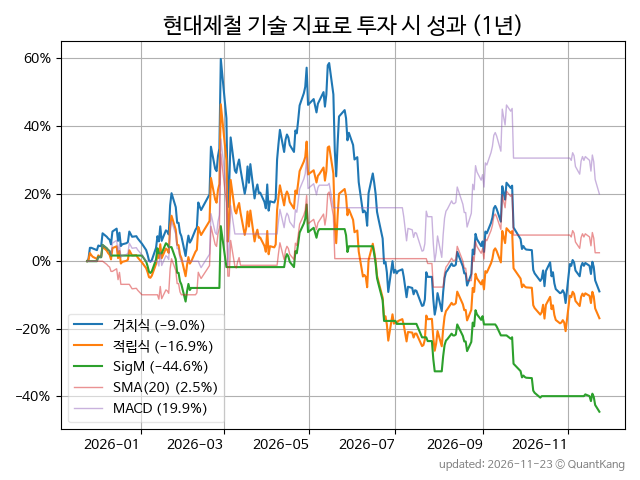 현대제철 기술 지표로 투자 시 성과 (1년)
60%
40%
20%
0%
−20%
−40%
거치식 (−9.0%)
적립식 (−16.9%)
SigM (−44.6%)
SMA(20) (2.5%)
MACD (19.9%)
2026−01 2026−03 2026−05 2026−07 2026−09 2026−11
updated: 2026−11−23 ⓒ QuantKang